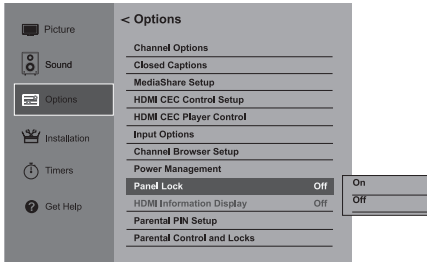 Picture
Sound
Options
Installation
Timers
Get Help
< Options
Channel Options
Closed Captions
MediaShare Setup
HDMI CEC Control Setup
HDMI CEC Player Control
Input Options
Channel Browser Setup
Power Management
Panel Lock Off
HDMI Information Display Off
Parental PIN Setup
Parental Control and Locks
On
Off